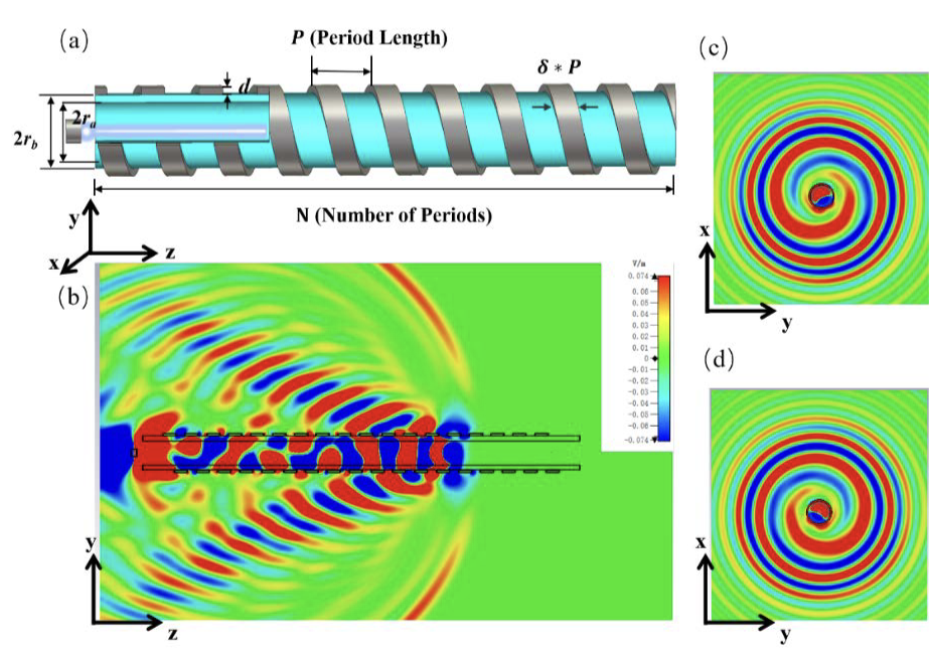 (a)
P (Period Length)
δ * P
d
2rₐ
2r_b
N (Number of Periods)
y
x
z
(b)
V/m
0.074
0.06
0.05
0.04
0.03
0.02
0.01
0
-0.01
-0.02
-0.03
-0.04
-0.05
-0.06
-0.074
y
z
(c)
x
y
(d)
x
y